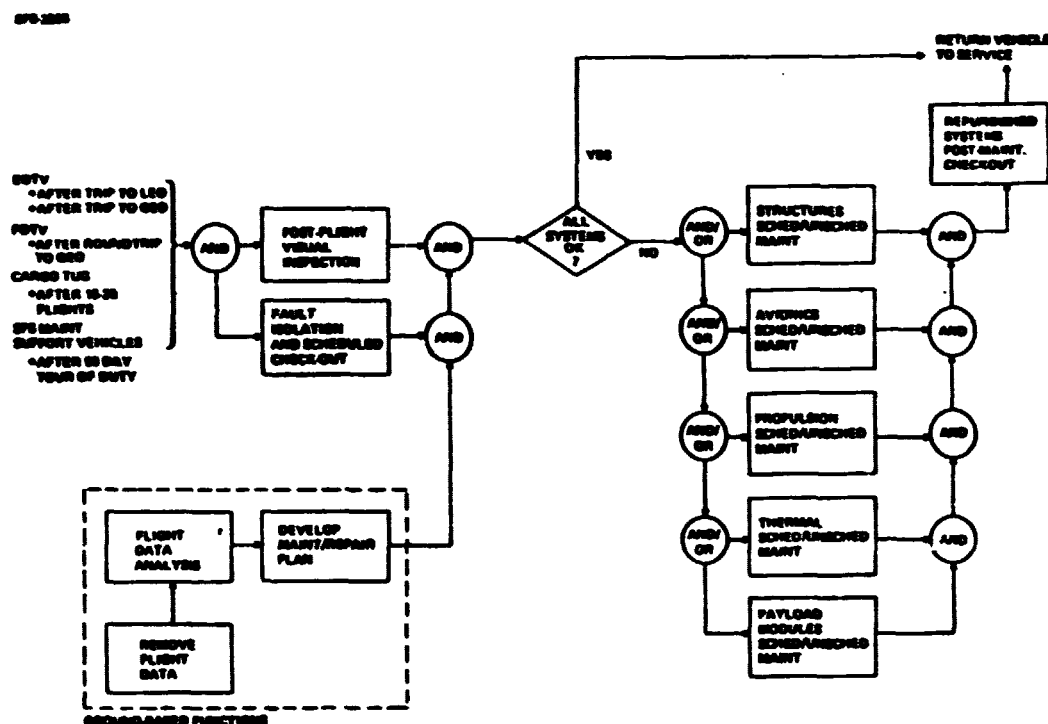 RETURN VEHICLE
TO SERVICE
REFURBISHED
SYSTEMS
POST-MAINT.
CHECKOUT
YES
EOTV
• AFTER TRIP TO LEO
• AFTER TRIP TO GEO
POTV
• AFTER ROUNDTRIP
TO GEO
CARGO TUG
• AFTER
FLIGHTS
SPS MAINT
SUPPORT VEHICLES
• AFTER DAY
TOUR OF DUTY
AND
POST-FLIGHT
VISUAL
INSPECTION
AND
FAULT
ISOLATION
AND SCHEDULED
CHECK-OUT
AND
ALL
SYSTEMS
OK
?
NO
AND/
OR
STRUCTURES
SCHED/UNSCHED
MAINT
AND
AND/
OR
AVIONICS
SCHED/UNSCHED
MAINT
AND
AND/
OR
PROPULSION
SCHED/UNSCHED
MAINT
AND
AND/
OR
THERMAL
SCHED/UNSCHED
MAINT
AND
PAYLOAD
MODULES
SCHED/UNSCHED
MAINT
FLIGHT
DATA
ANALYSIS
DEVELOP
MAINT/REPAIR
PLAN
REMOVE
FLIGHT
DATA
GROUND-BASED FUNCTIONS